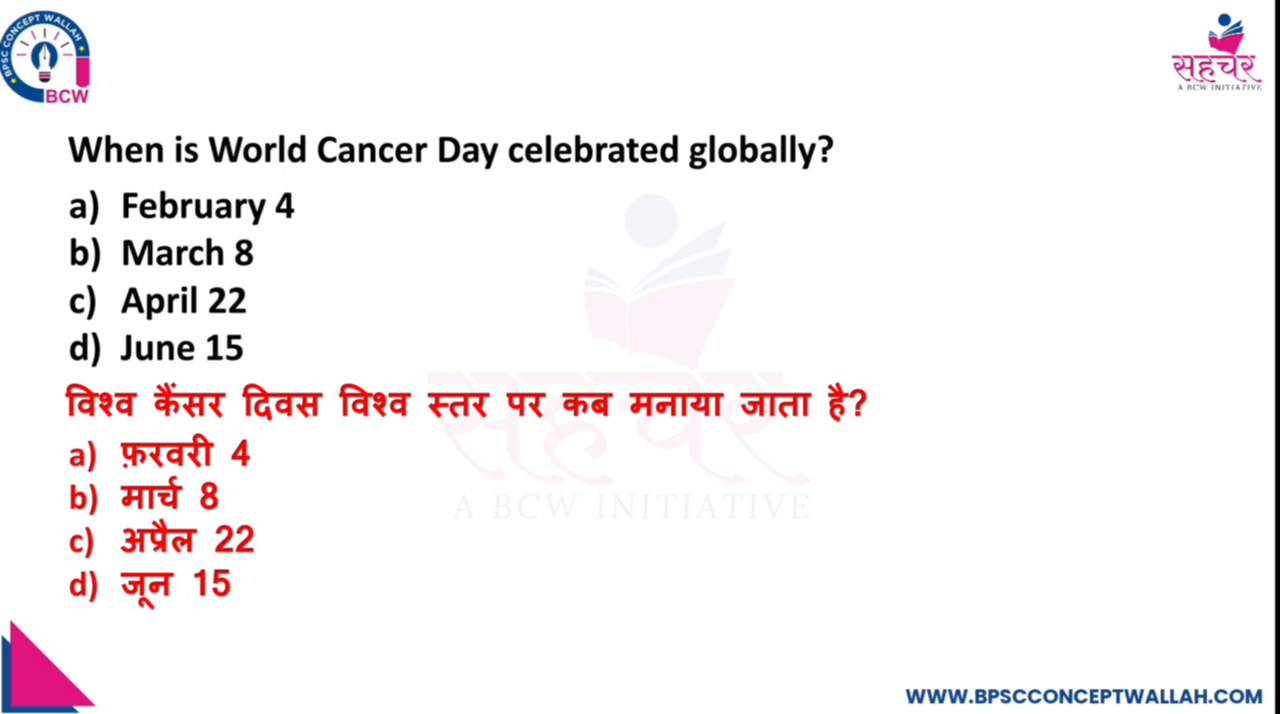 BPSC CONCEPT WALLAH
BCW
सहचर
A BCW INITIATIVE
When is World Cancer Day celebrated globally?
a) February 4
b) March 8
c) April 22
d) June 15
विश्व कैंसर दिवस विश्व स्तर पर कब मनाया जाता है?
a) फ़रवरी 4
b) मार्च 8
c) अप्रैल 22
d) जून 15
सहचर
A BCW INITIATIVE
WWW.BPSCCONCEPTWALLAH.COM